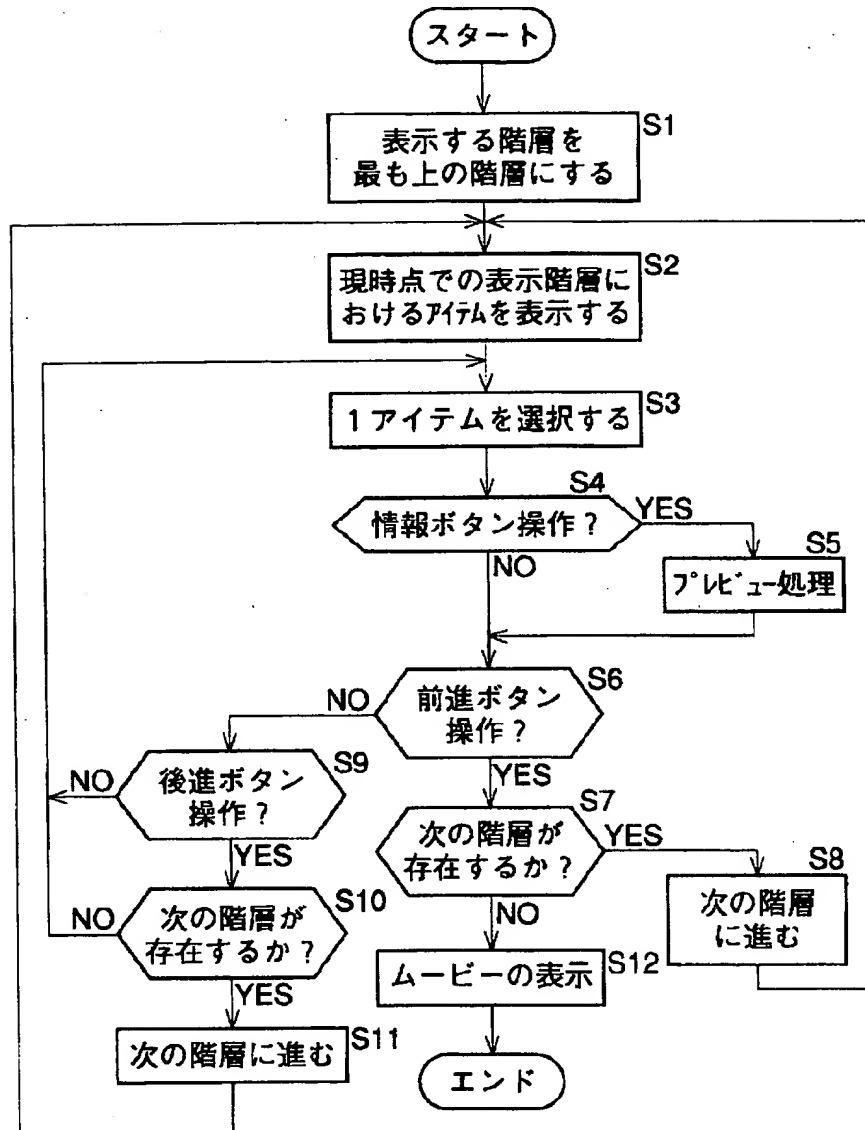 スタート
S1
表示する階層を
最も上の階層にする
S2
現時点での表示階層に
おけるアイテムを表示する
S3
1アイテムを選択する
S4
情報ボタン操作?
YES
NO
S5
プレビュー処理
S6
前進ボタン
操作?
NO
YES
S9
後進ボタン
操作?
NO
YES
S7
次の階層が
存在するか?
YES
NO
S8
次の階層
に進む
S10
次の階層が
存在するか?
NO
YES
S12
ムービーの表示
S11
次の階層に進む
エンド